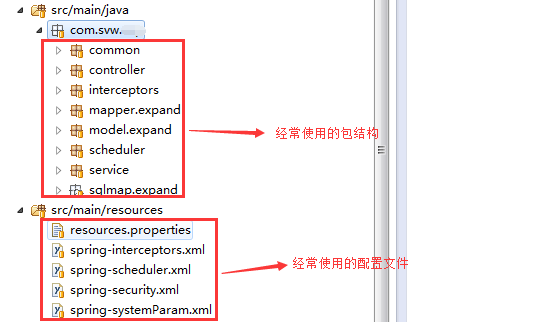 src/main/java
com.svw.
common
controller
interceptors
mapper.expand
model.expand
经常使用的包结构
scheduler
service
sqlmap.expand
src/main/resources
resources.properties
spring-interceptors.xml
spring-scheduler.xml
经常使用的配置文件
spring-security.xml
spring-systemParam.xml